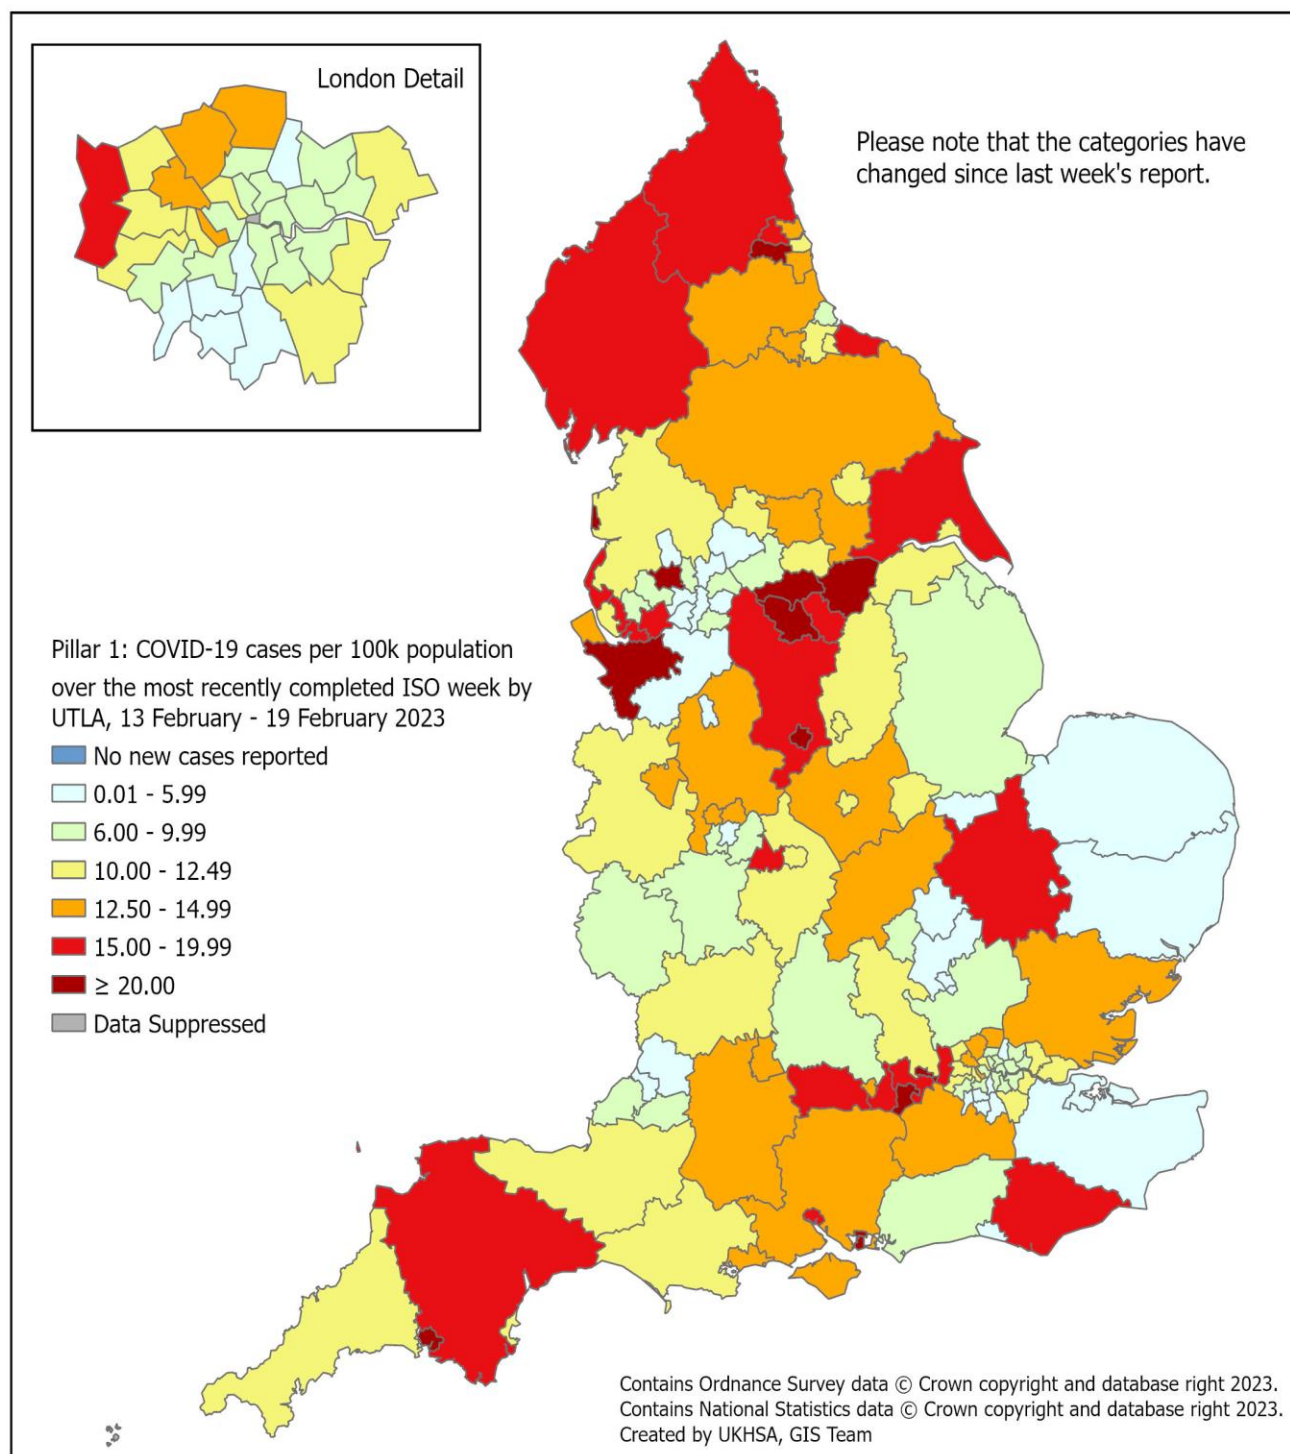 London Detail
Please note that the categories have
changed since last week's report.
Pillar 1: COVID-19 cases per 100k population
over the most recently completed ISO week by
UTLA, 13 February - 19 February 2023
No new cases reported
0.01 - 5.99
6.00 - 9.99
10.00 - 12.49
12.50 - 14.99
15.00 - 19.99
≥ 20.00
Data Suppressed
Contains Ordnance Survey data © Crown copyright and database right 2023.
Contains National Statistics data © Crown copyright and database right 2023.
Created by UKHSA, GIS Team